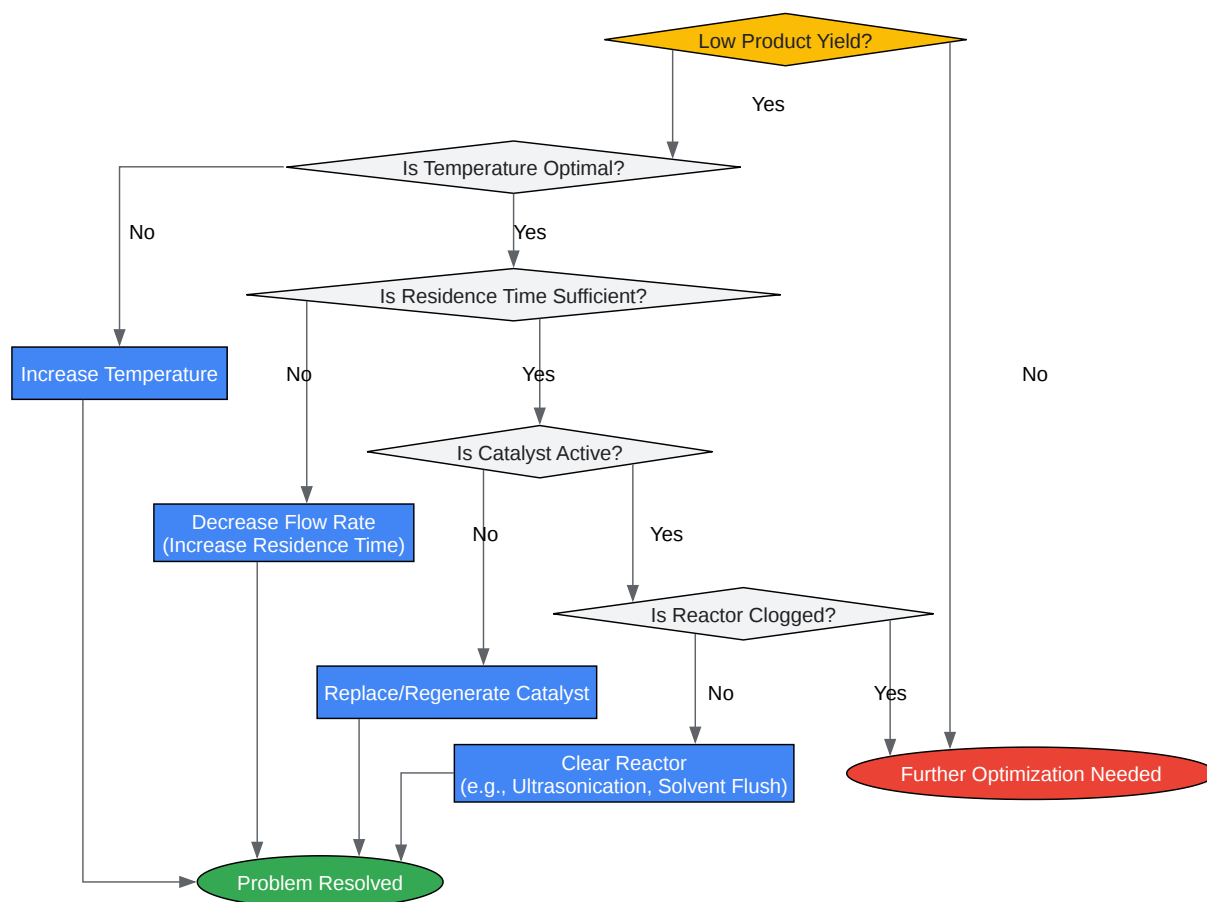 Low Product Yield?
Yes
Is Temperature Optimal?
No
Yes
Is Residence Time Sufficient?
Increase Temperature
No
Yes
No
Is Catalyst Active?
Decrease Flow Rate
(Increase Residence Time)
No
Yes
Is Reactor Clogged?
Replace/Regenerate Catalyst
No
Yes
Clear Reactor
(e.g., Ultrasonication, Solvent Flush)
Further Optimization Needed
Problem Resolved